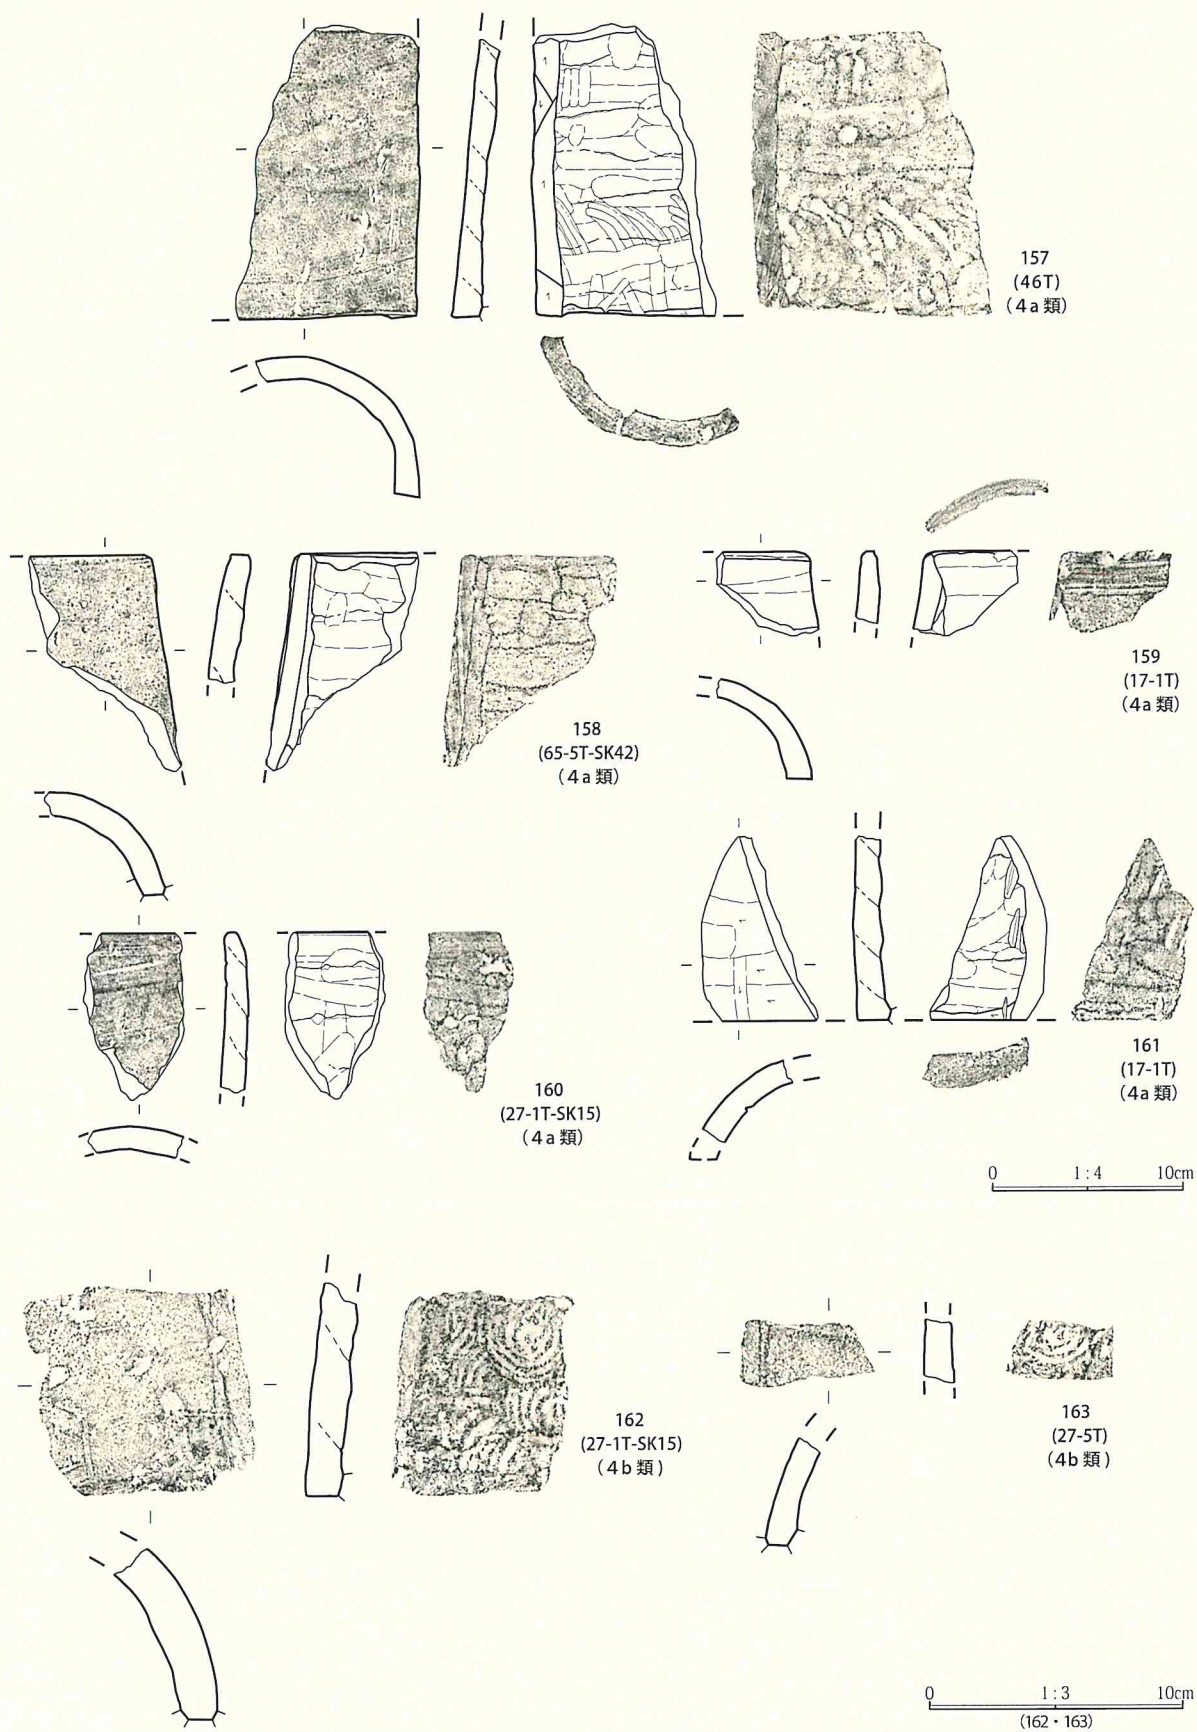 157
(46T)
(4a類)
158
(65-5T-SK42)
(4a類)
159
(17-1T)
(4a類)
160
(27-1T-SK15)
(4a類)
161
(17-1T)
(4a類)
0 1:4 10cm
162
(27-1T-SK15)
(4b類)
163
(27-5T)
(4b類)
0 1:3 10cm
(162・163)